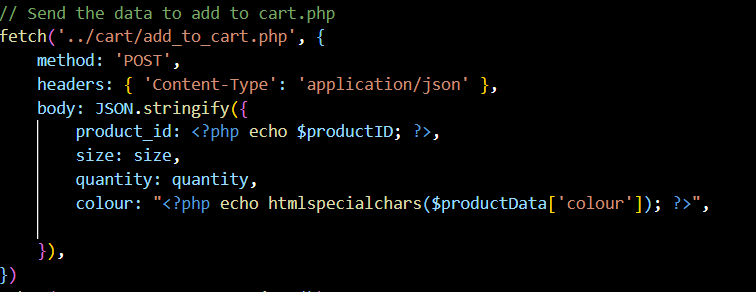 // Send the data to add to cart.php
fetch('../cart/add_to_cart.php', {
method: 'POST',
headers: { 'Content-Type': 'application/json' },
body: JSON.stringify({
product_id: <?php echo $productID; ?>,
size: size,
quantity: quantity,
colour: "<?php echo htmlspecialchars($productData['colour']); ?>",
}),
})